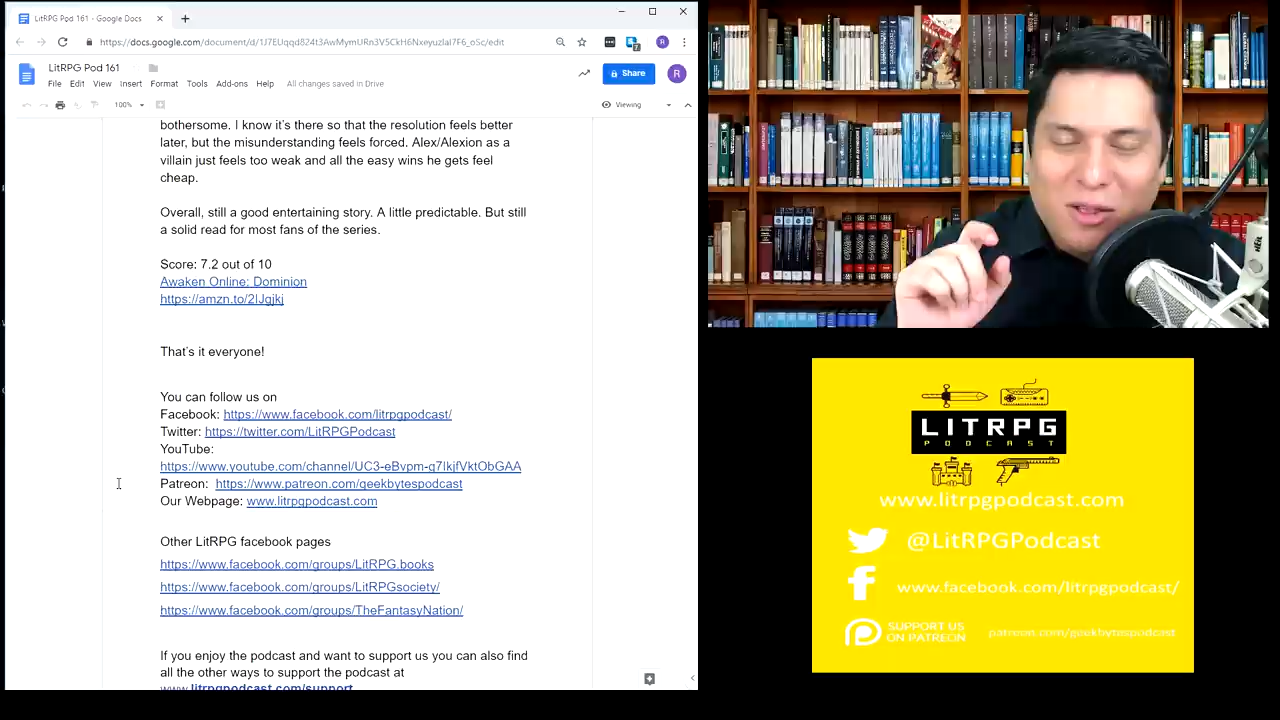 LitRPG Pod 161 - Google Docs
https://docs.google.com/document/d/1J7EUqqd824t3AwMymURn3V5CkH6NxeyuzIaI7F6_oSc/edit
LitRPG Pod 161
Share
File Edit View Insert Format Tools Add-ons Help All changes saved in Drive
100%
Viewing
bothersome. I know it's there so that the resolution feels better
later, but the misunderstanding feels forced. Alex/Alexion as a
villain just feels too weak and all the easy wins he gets feel
cheap.
Overall, still a good entertaining story. A little predictable. But still
a solid read for most fans of the series.
Score: 7.2 out of 10
Awaken Online: Dominion
https://amzn.to/2IJgjkj
That's it everyone!
You can follow us on
Facebook: https://www.facebook.com/litrpgpodcast/
Twitter: https://twitter.com/LitRPGPodcast
YouTube:
https://www.youtube.com/channel/UC3-eBvpm-q7IkjfVktObGAA
Patreon: https://www.patreon.com/geekbytespodcast
Our Webpage: www.litrpgpodcast.com
Other LitRPG facebook pages
https://www.facebook.com/groups/LitRPG.books
https://www.facebook.com/groups/LitRPGsociety/
https://www.facebook.com/groups/TheFantasyNation/
If you enjoy the podcast and want to support us you can also find
all the other ways to support the podcast at
www.litrpgpodcast.com/support
LITRPG
PODCAST
www.litrpgpodcast.com
@LitRPGPodcast
www.facebook.com/litrpgpodcast/
SUPPORT US
ON PATREON
patreon.com/geekbytespodcast